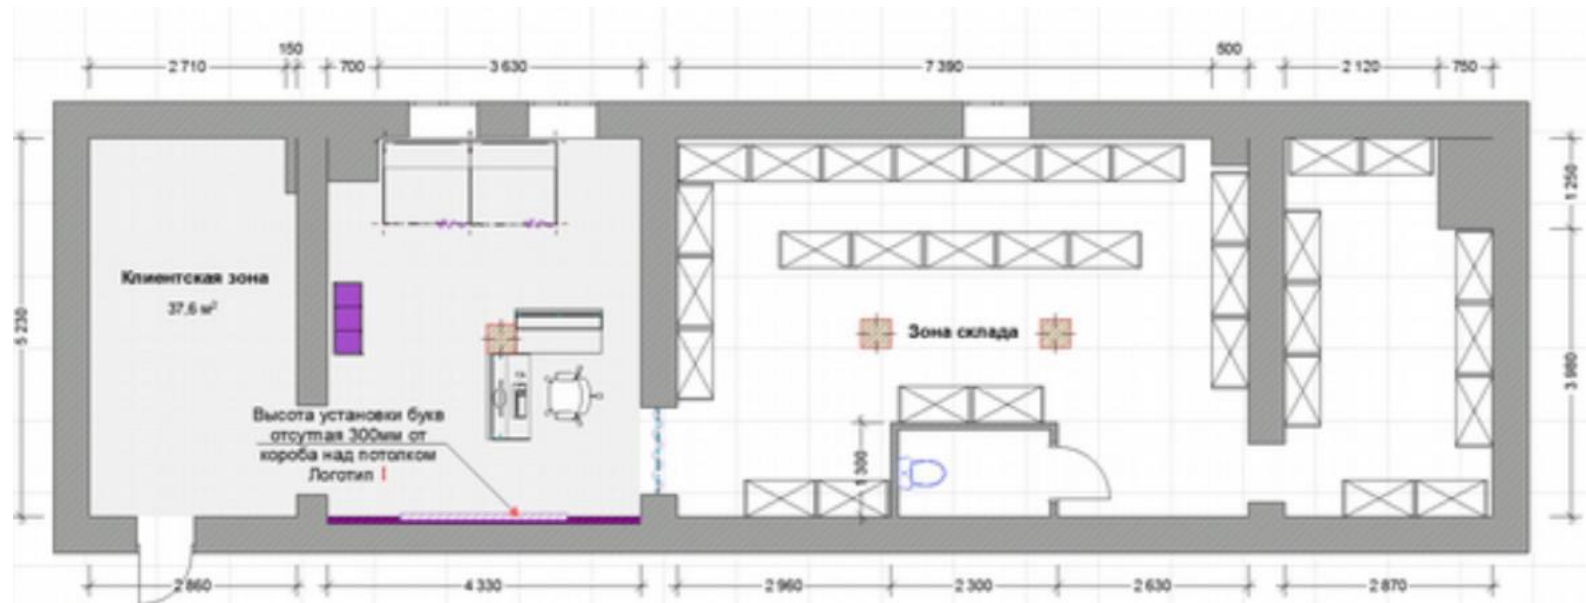 150
500
2 710
700
3 630
7 390
2 120
750
1 250
Клиентская зона
37,6 м²
5 230
Зона склада
3 980
Высота установки букв
отсутпая 300мм от
короба над потолком
Логотип I
1 300
2 860
4 330
2 960
2 300
2 630
2 870